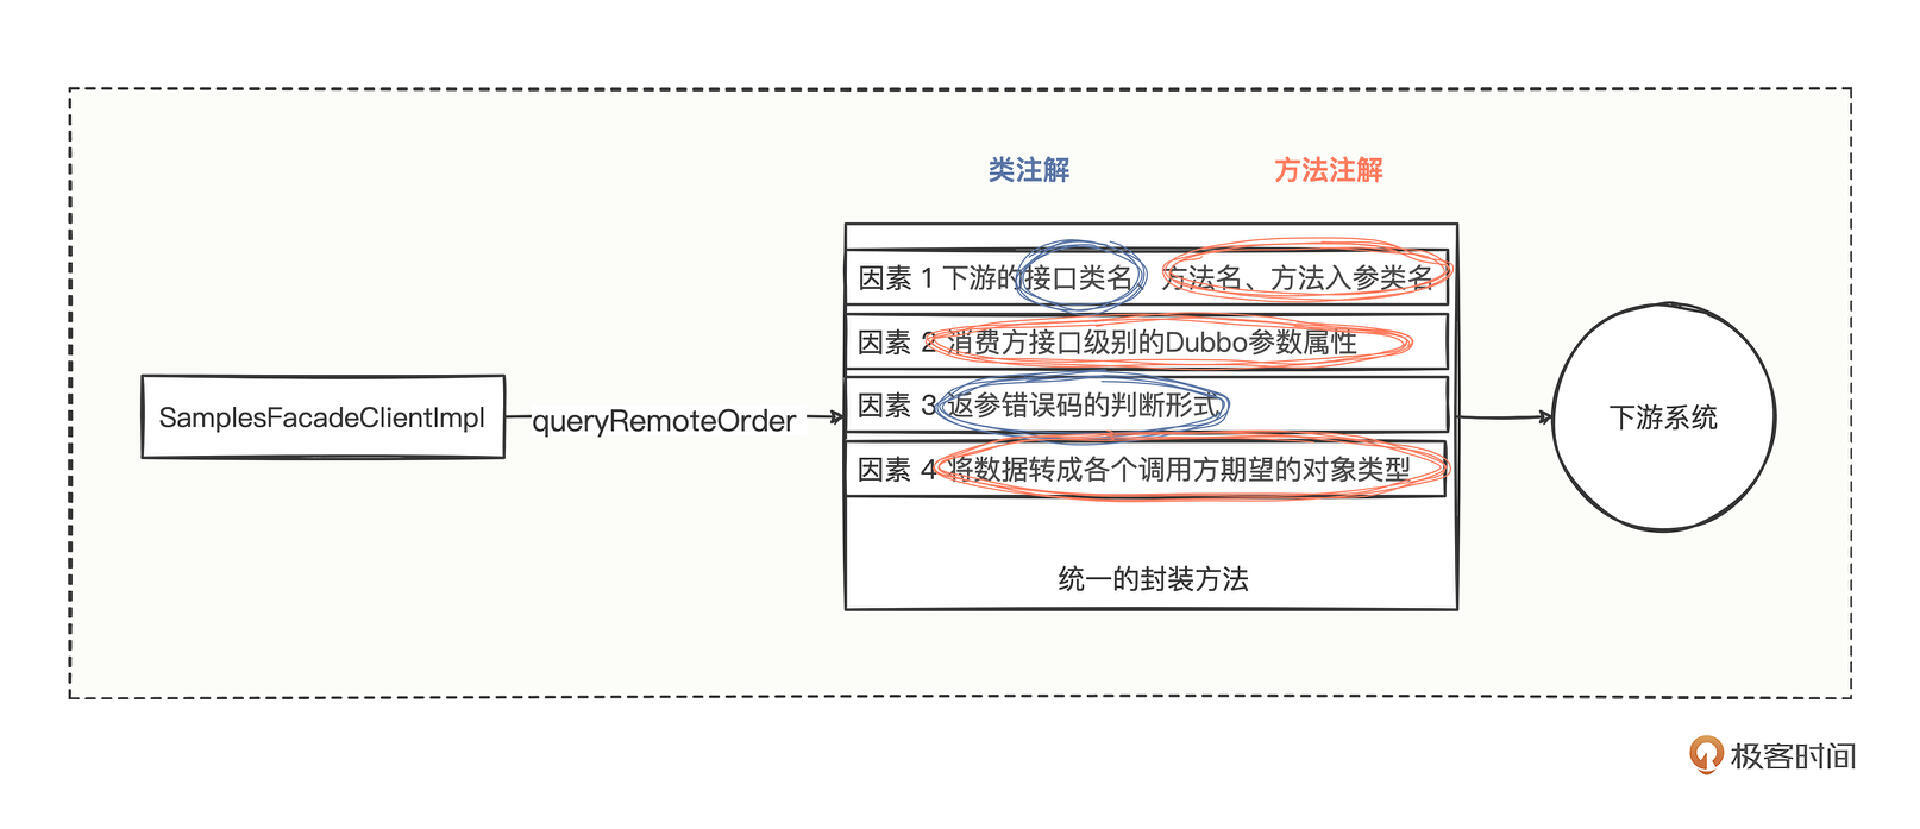 类注解
方法注解
因素 1 下游的接口类名、方法名、方法入参类名
因素 2 消费方接口级别的Dubbo参数属性
因素 3 返参错误码的判断形式
因素 4 将数据转成各个调用方期望的对象类型
统一的封装方法
SamplesFacadeClientImpl
queryRemoteOrder
下游系统
极客时间